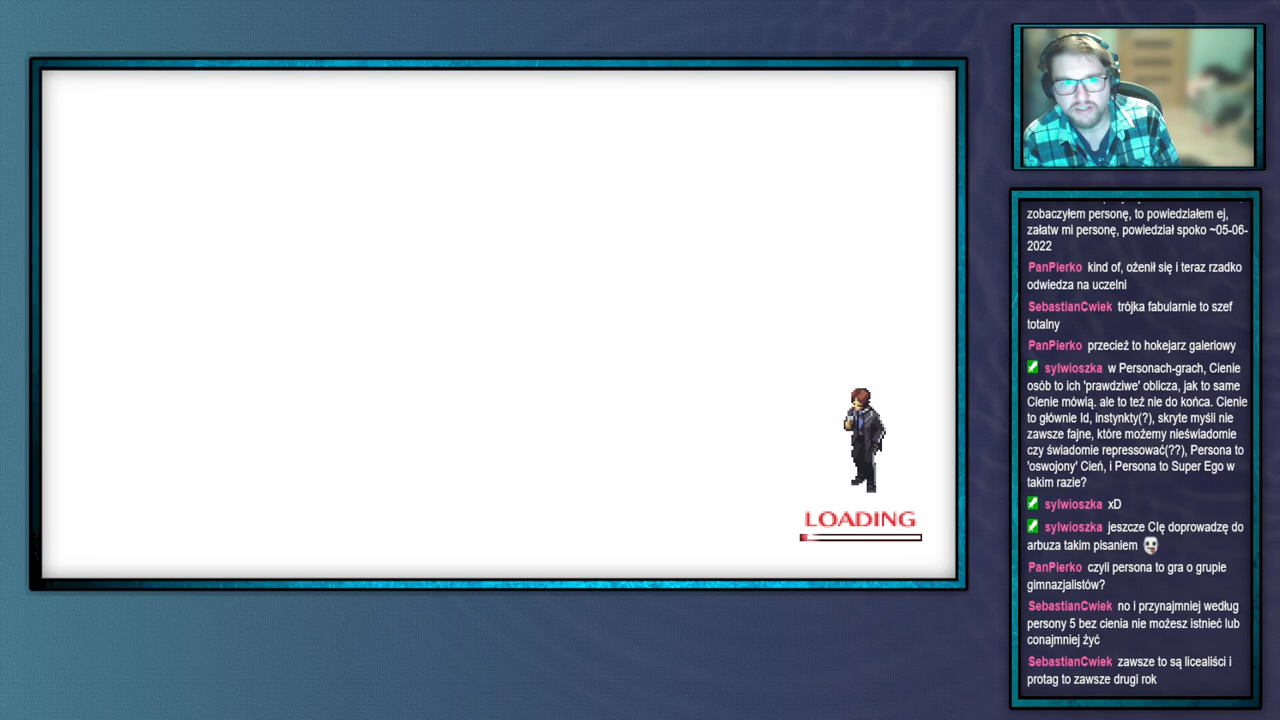 LOADING
zobaczyłem personę, to powiedziałem ej,
załatw mi personę, powiedział spoko ~05-06-
2022
PanPierko kind of, ożenił się i teraz rzadko
odwiedza na uczelni
SebastianCwiek trójka fabularnie to szef
totalny
PanPierko przecież to hokejarz galeriowy
sylwioszka w Personach-grach, Cienie
osób to ich 'prawdziwe' oblicza, jak to same
Cienie mówią. ale to też nie do końca. Cienie
to głównie Id, instynkty(?), skryte myśli nie
zawsze fajne, które możemy nieświadomie
czy świadomie repressować(??), Persona to
'oswojony' Cień, i Persona to Super Ego w
takim razie?
sylwioszka xD
sylwioszka jeszcze CIę doprowadzę do
arbuza takim pisaniem
PanPierko czyli persona to gra o grupie
gimnazjalistów?
SebastianCwiek no i przynajmniej według
persony 5 bez cienia nie możesz istnieć lub
conajmniej żyć
SebastianCwiek zawsze to są licealiści i
protag to zawsze drugi rok